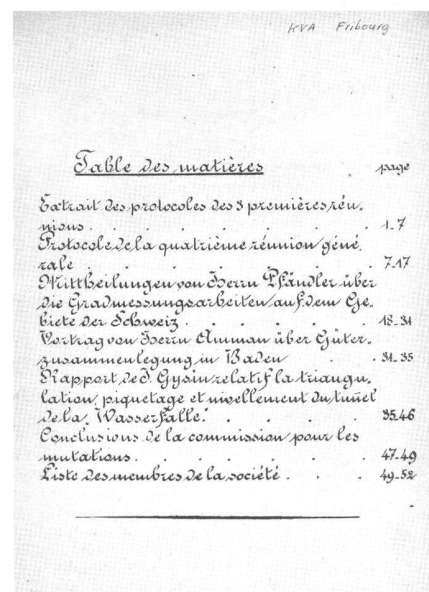 KVA Fribourg
Table des matières page
Extrait des protocoles des 3 premières réu-
nions . . . . . . . 1-7
Protocole de la quatrième réunion géné-
rale . . . . . . . 7-17
Mittheilungen von Herrn Pfändler über
die Gradmessungsarbeiten auf dem Ge-
biete der Schweiz . . . . . 18-31
Vortrag von Herrn Amman über Güter-
zusammenlegung in Baden . . 31-35
Rapport de J. Gysin relatif la triangu-
lation, piquetage et nivellement du tunel
de la "Wasserfalle." . . . . 35-46
Conclusions de la commission pour les
mutations . . . . . . 47-49
Liste des membres de la société . . . 49-52